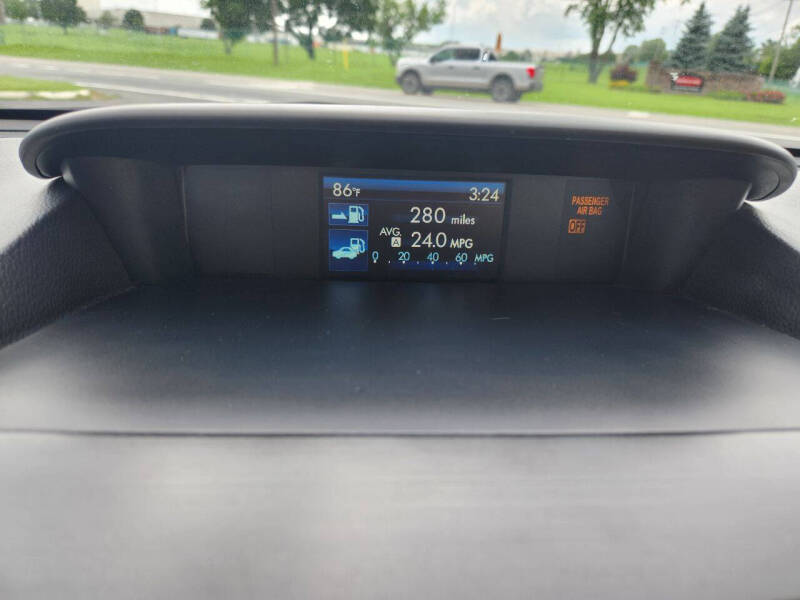 86°F 3:24
280 miles
AVG.
A 24.0 MPG
0 20 40 60 MPG
PASSENGER
AIR BAG
OFF